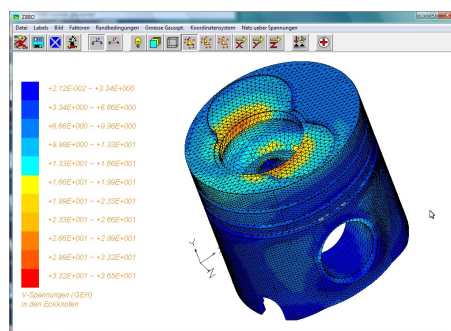 Z88O
Datei Labels Bild Faktoren Randbedingungen Groesse Gausspt. Koordinatensystem Netz ueber Spannungen
+2.12E-002 ~ +3.34E+000
+3.34E+000 ~ +6.66E+000
+6.66E+000 ~ +9.98E+000
+9.98E+000 ~ +1.33E+001
+1.33E+001 ~ +1.66E+001
+1.66E+001 ~ +1.99E+001
+1.99E+001 ~ +2.33E+001
+2.33E+001 ~ +2.66E+001
+2.66E+001 ~ +2.99E+001
+2.99E+001 ~ +3.32E+001
+3.32E+001 ~ +3.65E+001
V-Spannungen (GEH)
in den Eckknoten
Y
Z